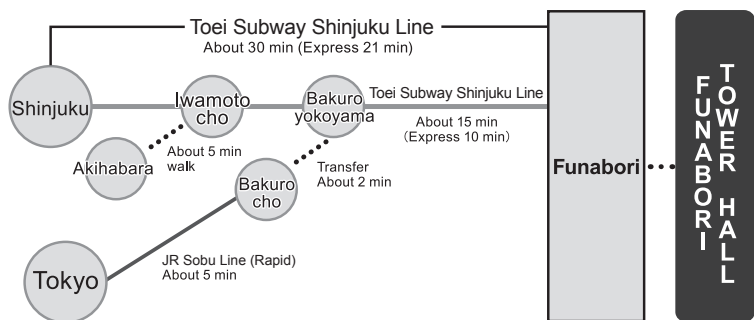 Toei Subway Shinjuku Line
About 30 min (Express 21 min)
Shinjuku
Iwamoto
cho
Bakuro
yokoyama
Toei Subway Shinjuku Line
About 15 min
(Express 10 min)
Akihabara
About 5 min
walk
Transfer
About 2 min
Bakuro
cho
Tokyo
JR Sobu Line (Rapid)
About 5 min
Funabori
TOWER HALL
FUNABORI